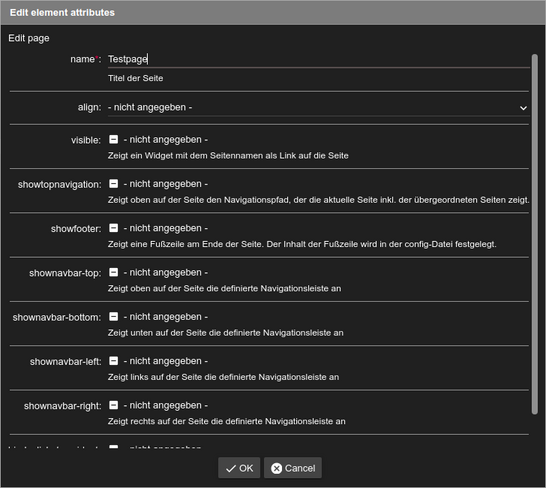 Edit element attributes
Edit page
name*: Testpage
Titel der Seite
align: - nicht angegeben -
visible: - nicht angegeben -
Zeigt ein Widget mit dem Seitennamen als Link auf die Seite
showtopnavigation: - nicht angegeben -
Zeigt oben auf der Seite den Navigationspfad, der die aktuelle Seite inkl. der übergeordneten Seiten zeigt.
showfooter: - nicht angegeben -
Zeigt eine Fußzeile am Ende der Seite. Der Inhalt der Fußzeile wird in der config-Datei festgelegt.
shownavbar-top: - nicht angegeben -
Zeigt oben auf der Seite die definierte Navigationsleiste an
shownavbar-bottom: - nicht angegeben -
Zeigt unten auf der Seite die definierte Navigationsleiste an
shownavbar-left: - nicht angegeben -
Zeigt links auf der Seite die definierte Navigationsleiste an
shownavbar-right: - nicht angegeben -
Zeigt rechts auf der Seite die definierte Navigationsleiste an
- nicht angegeben -
OK Cancel